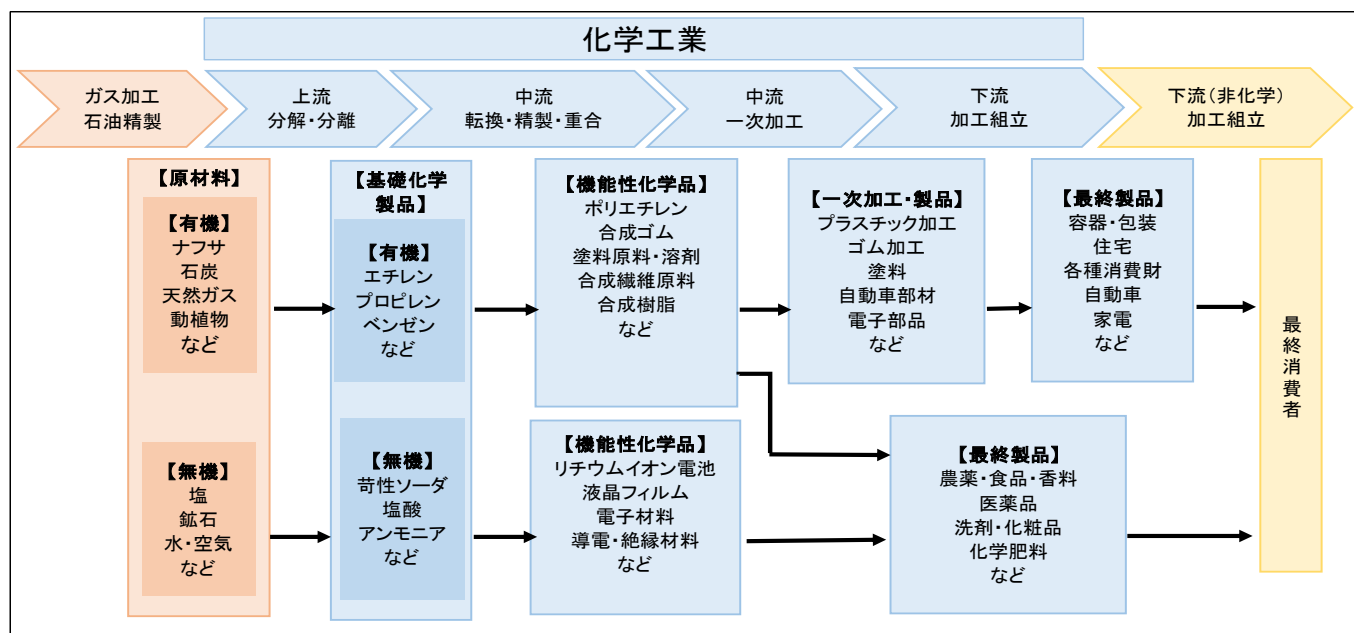 化学工業
ガス加工
石油精製
上流
分解・分離
中流
転換・精製・重合
中流
一次加工
下流
加工組立
下流(非化学)
加工組立
【原材料】
【有機】
ナフサ
石炭
天然ガス
動植物
など
【無機】
塩
鉱石
水・空気
など
【基礎化学
製品】
【有機】
エチレン
プロピレン
ベンゼン
など
【無機】
苛性ソーダ
塩酸
アンモニア
など
【機能性化学品】
ポリエチレン
合成ゴム
塗料原料・溶剤
合成繊維原料
合成樹脂
など
【機能性化学品】
リチウムイオン電池
液晶フィルム
電子材料
導電・絶縁材料
など
【一次加工・製品】
プラスチック加工
ゴム加工
塗料
自動車部材
電子部品
など
【最終製品】
容器・包装
住宅
各種消費財
自動車
家電
など
【最終製品】
農薬・食品・香料
医薬品
洗剤・化粧品
化学肥料
など
最終消費者